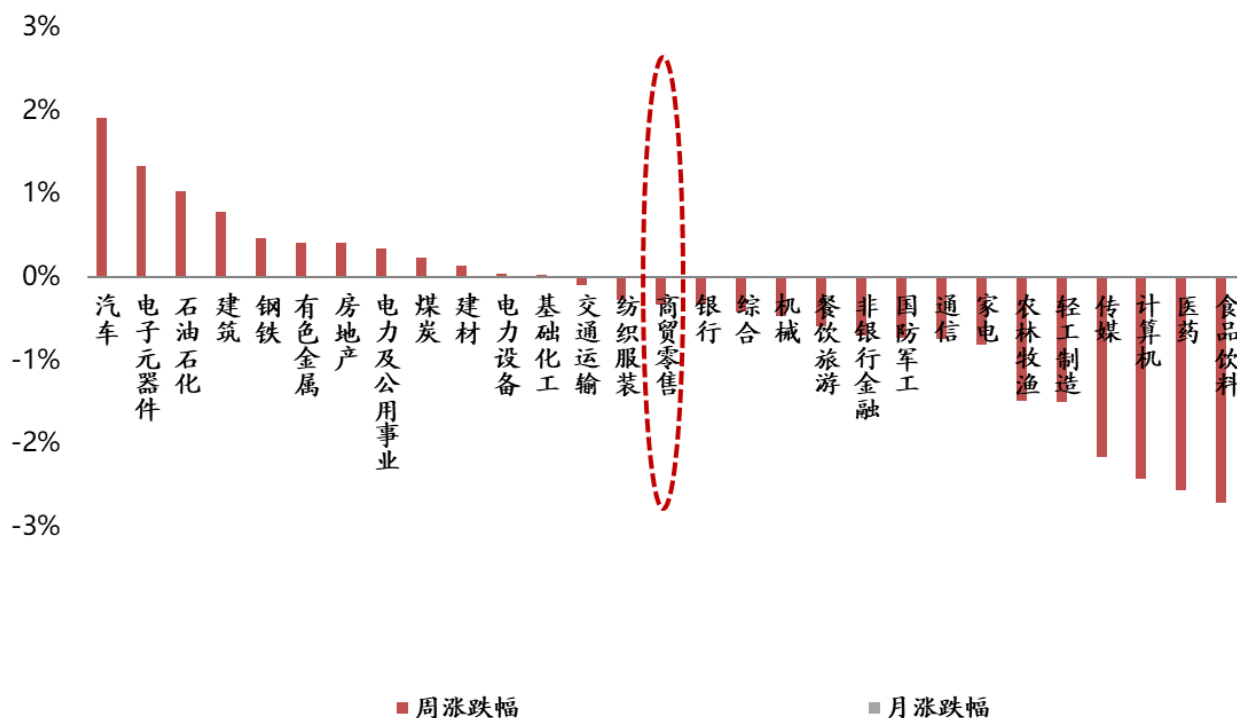 3%
2%
1%
0%
-1%
-2%
-3%
汽车
电子元器件
石油石化
建筑
钢铁
有色金属
房地产
电力及公用事业
煤炭
建材
电力设备
基础化工
交通运输
纺织服装
商贸零售
银行
综合
机械
餐饮旅游
非银行金融
国防军工
通信
家电
农林牧渔
轻工制造
传媒
计算机
医药
食品饮料
周涨跌幅
月涨跌幅